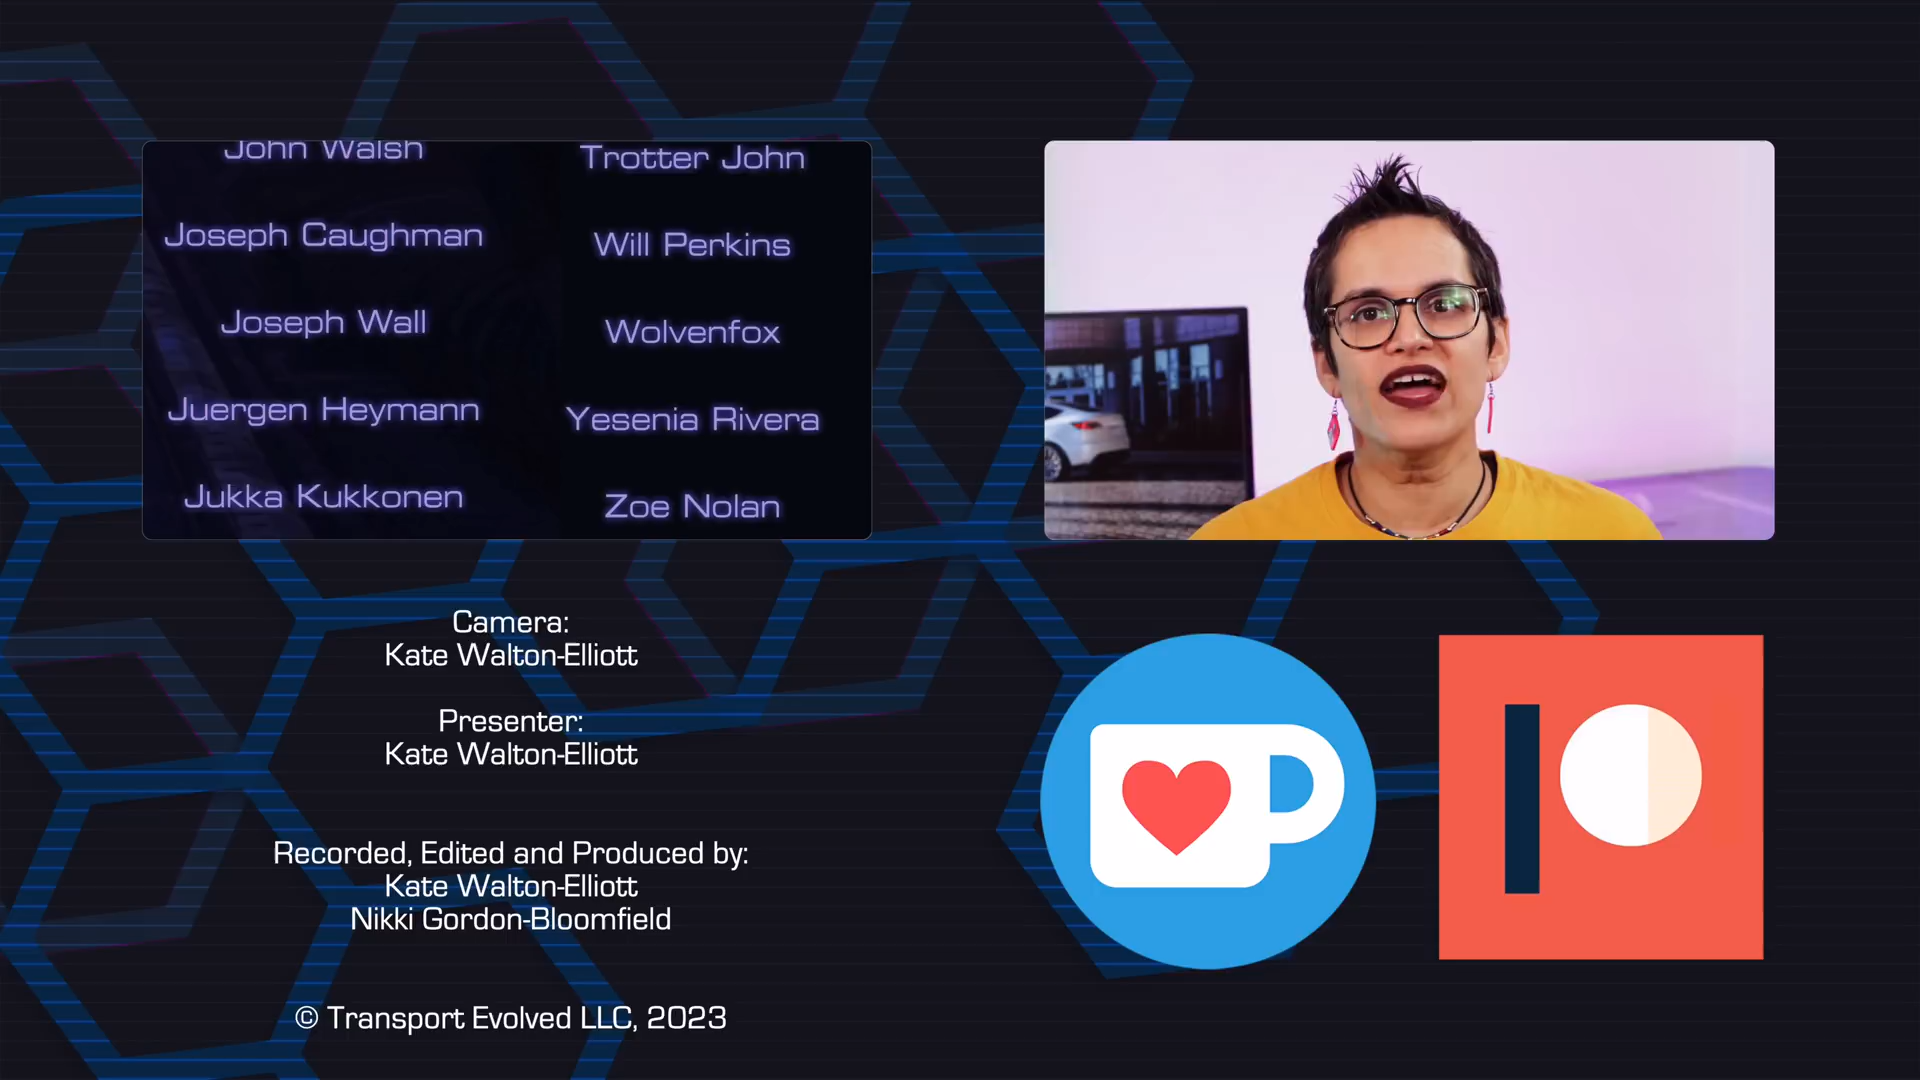 John Walsh
Joseph Caughman
Joseph Wall
Juergen Heymann
Jukka Kukkonen
Trotter John
Will Perkins
Wolvenfox
Yesenia Rivera
Zoe Nolan
Camera:
Kate Walton-Elliott
Presenter:
Kate Walton-Elliott
Recorded, Edited and Produced by:
Kate Walton-Elliott
Nikki Gordon-Bloomfield
© Transport Evolved LLC, 2023